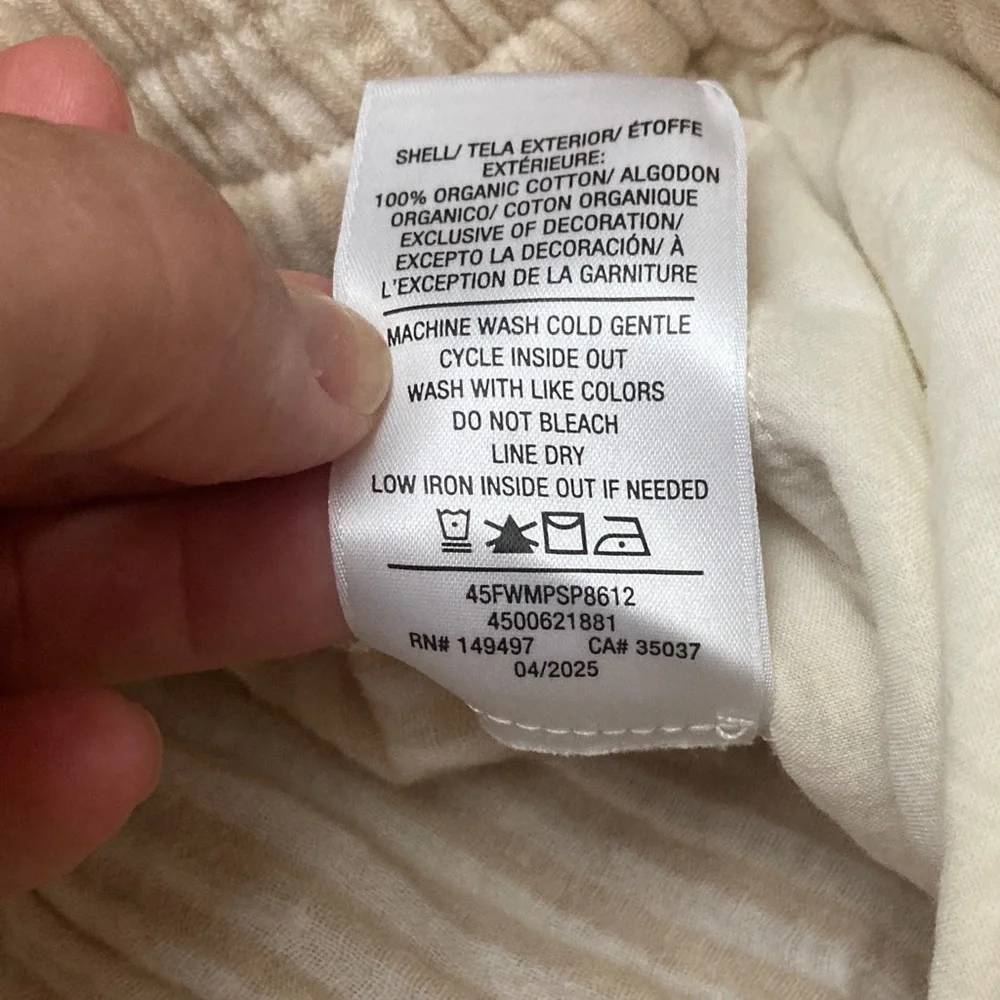 SHELL/ TELA EXTERIOR/ ÉTOFFE
EXTÉRIEURE:
100% ORGANIC COTTON/ ALGODON
ORGANICO/ COTON ORGANIQUE
EXCLUSIVE OF DECORATION/
EXCEPTO LA DECORACIÓN/ À
L'EXCEPTION DE LA GARNITURE
MACHINE WASH COLD GENTLE
CYCLE INSIDE OUT
WASH WITH LIKE COLORS
DO NOT BLEACH
LINE DRY
LOW IRON INSIDE OUT IF NEEDED
45FWMPSP8612
4500621881
RN# 149497 CA# 35037
04/2025